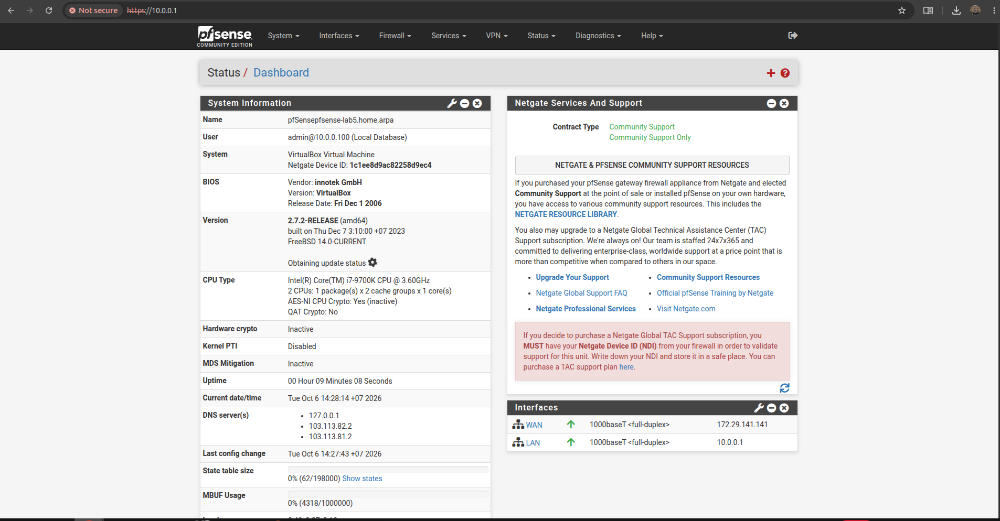 Not secure https://10.0.0.1
pfsense
COMMUNITY EDITION
System Interfaces Firewall Services VPN Status Diagnostics Help
Status / Dashboard
System Information
Name pfSensepfsense-lab5.home.arpa
User admin@10.0.0.100 (Local Database)
System VirtualBox Virtual Machine
Netgate Device ID: 1c1ee8d9ac82258d9ec4
BIOS Vendor: innotek GmbH
Version: VirtualBox
Release Date: Fri Dec 1 2006
Version 2.7.2-RELEASE (amd64)
built on Thu Dec 7 3:10:00 +07 2023
FreeBSD 14.0-CURRENT
Obtaining update status
CPU Type Intel(R) Core(TM) i7-9700K CPU @ 3.60GHz
2 CPUs: 1 package(s) x 2 cache groups x 1 core(s)
AES-NI CPU Crypto: Yes (inactive)
QAT Crypto: No
Hardware crypto Inactive
Kernel PTI Disabled
MDS Mitigation Inactive
Uptime 00 Hour 09 Minutes 08 Seconds
Current date/time Tue Oct 6 14:28:14 +07 2026
DNS server(s) • 127.0.0.1
• 103.113.82.2
• 103.113.81.2
Last config change Tue Oct 6 14:27:43 +07 2026
State table size 0% (62/198000) Show states
MBUF Usage 0% (4318/1000000)
Netgate Services And Support
Contract Type Community Support
Community Support Only
NETGATE & PFSENSE COMMUNITY SUPPORT RESOURCES
If you purchased your pfSense gateway firewall appliance from Netgate and elected
Community Support at the point of sale or installed pfSense on your own hardware,
you have access to various community support resources. This includes the
NETGATE RESOURCE LIBRARY.
You also may upgrade to a Netgate Global Technical Assistance Center (TAC)
Support subscription. We're always on! Our team is staffed 24x7x365 and
committed to delivering enterprise-class, worldwide support at a price point that is
more than competitive when compared to others in our space.
• Upgrade Your Support • Community Support Resources
• Netgate Global Support FAQ • Official pfSense Training by Netgate
• Netgate Professional Services • Visit Netgate.com
If you decide to purchase a Netgate Global TAC Support subscription, you
MUST have your Netgate Device ID (NDI) from your firewall in order to validate
support for this unit. Write down your NDI and store it in a safe place. You can
purchase a TAC support plan here.
Interfaces
WAN 1000baseT <full-duplex> 172.29.141.141
LAN 1000baseT <full-duplex> 10.0.0.1